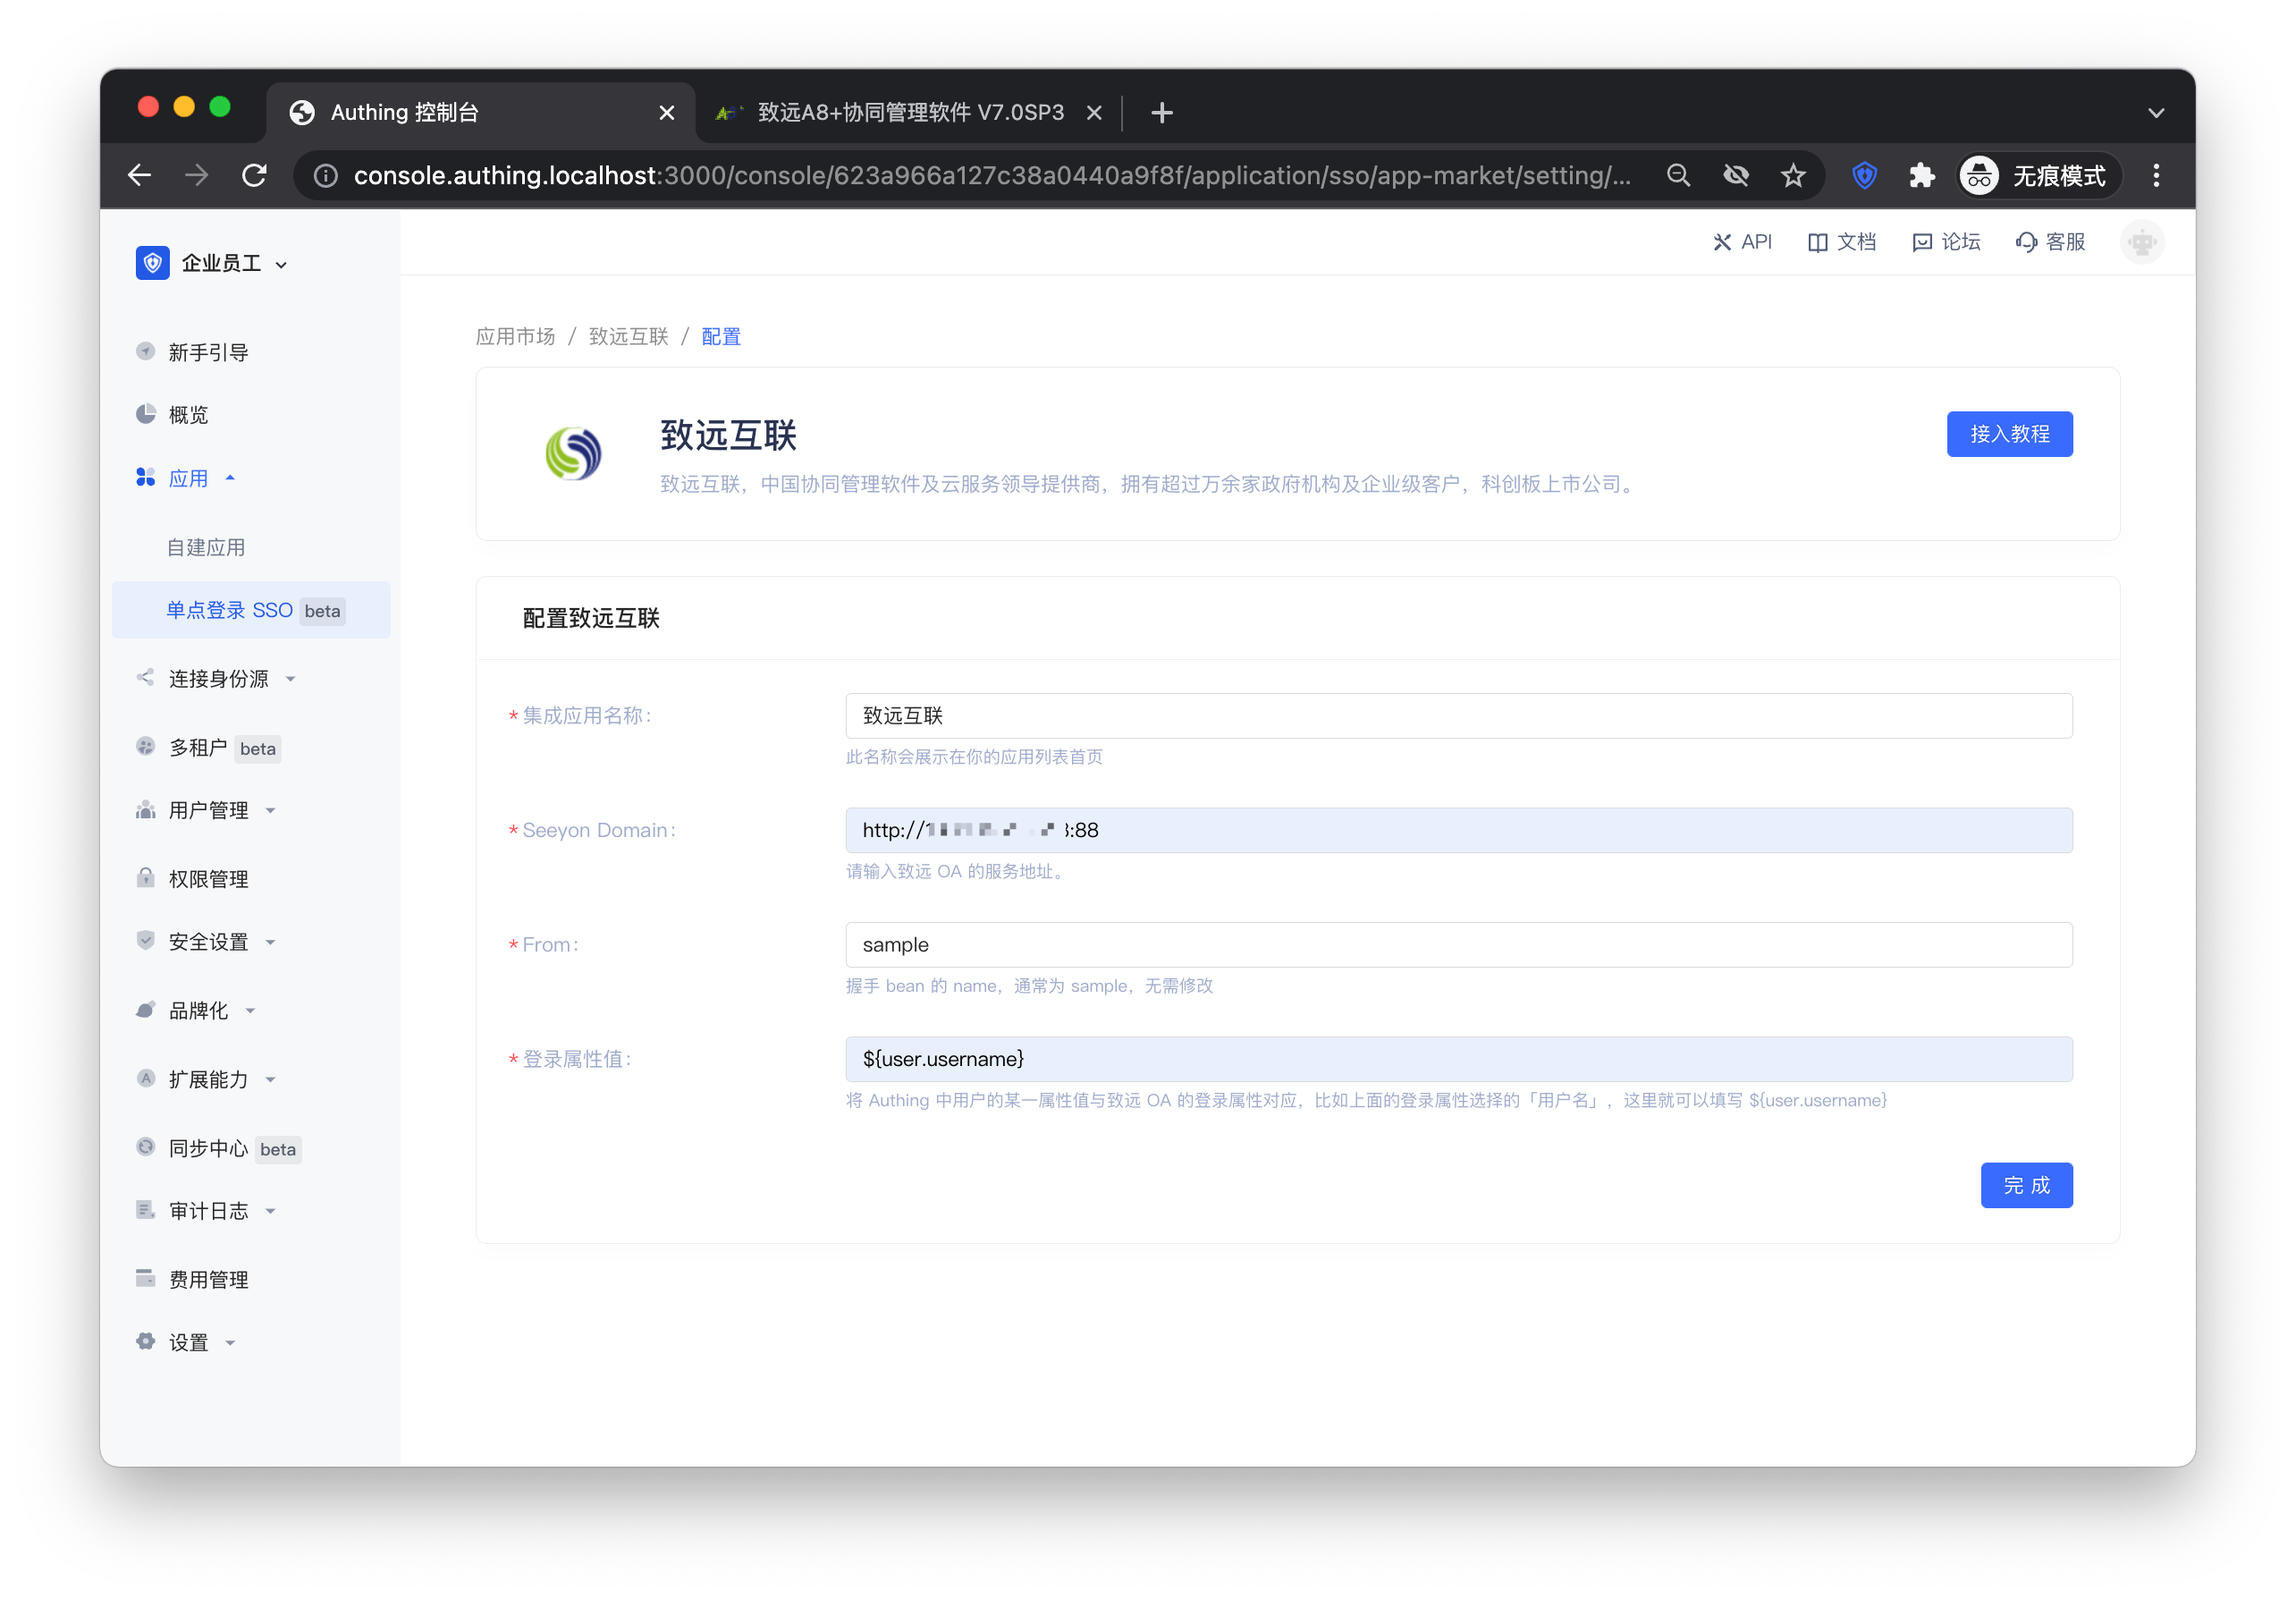 Authing 控制台
致远A8+协同管理软件 V7.0SP3
console.authing.localhost:3000/console/623a966a127c38a0440a9f8f/application/sso/app-market/setting/...
无痕模式
企业员工
API
文档
论坛
客服
新手引导
概览
应用
自建应用
单点登录 SSO beta
连接身份源
多租户 beta
用户管理
权限管理
安全设置
品牌化
扩展能力
同步中心 beta
审计日志
费用管理
设置
应用市场 / 致远互联 / 配置
致远互联
接入教程
致远互联，中国协同管理软件及云服务领导提供商，拥有超过万余家政府机构及企业级客户，科创板上市公司。
配置致远互联
* 集成应用名称：
致远互联
此名称会展示在你的应用列表首页
* Seeyon Domain：
http:// :88
请输入致远 OA 的服务地址。
* From：
sample
握手 bean 的 name，通常为 sample，无需修改
* 登录属性值：
${user.username}
将 Authing 中用户的某一属性值与致远 OA 的登录属性对应，比如上面的登录属性选择的「用户名」，这里就可以填写 ${user.username}
完 成